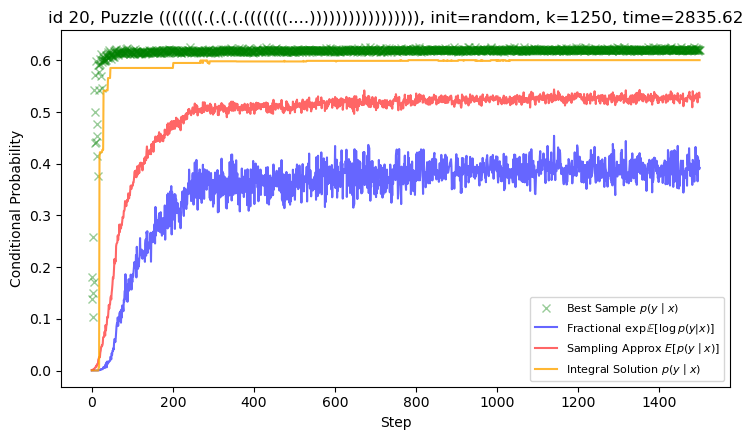 id 20, Puzzle (((((((.(.(.(.(((((((....))))))))))))))))), init=random, k=1250, time=2835.62
Conditional Probability
0.6
0.5
0.4
0.3
0.2
0.1
0.0
Best Sample p(y | x)
Fractional exp𝔼[log p(y|x)]
Sampling Approx E[p(y | x)]
Integral Solution p(y | x)
0 200 400 600 800 1000 1200 1400
Step